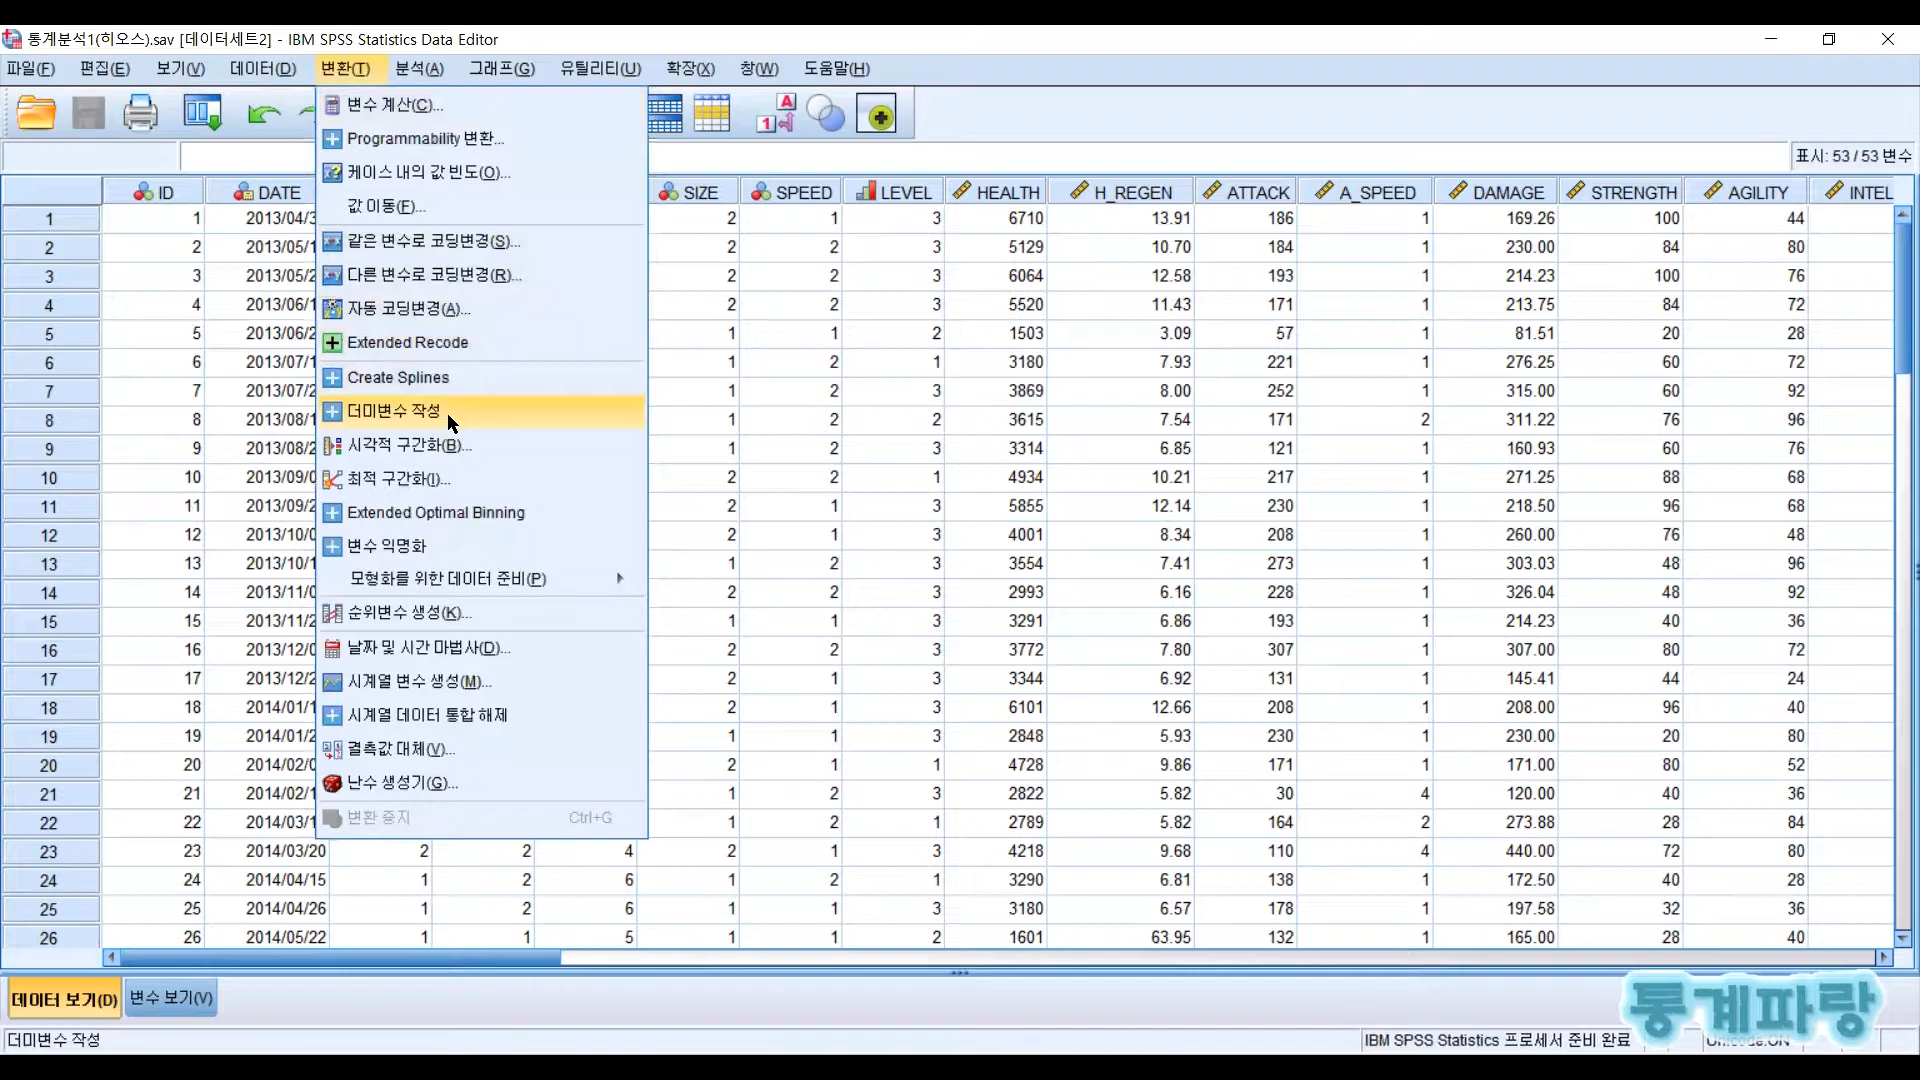 통계분석1(히오스).sav [데이터세트2] - IBM SPSS Statistics Data Editor
파일(F) 편집(E) 보기(V) 데이터(D) 변환(T) 분석(A) 그래프(G) 유틸리티(U) 확장(X) 창(W) 도움말(H)
변수 계산(C)...
Programmability 변환...
케이스 내의 값 빈도(O)...
값 이동(F)...
같은 변수로 코딩변경(S)...
다른 변수로 코딩변경(R)...
자동 코딩변경(A)...
Extended Recode
Create Splines
더미변수 작성
시각적 구간화(B)...
최적 구간화(I)...
Extended Optimal Binning
변수 익명화
모형화를 위한 데이터 준비(P)
순위변수 생성(K)...
날짜 및 시간 마법사(D)...
시계열 변수 생성(M)...
시계열 데이터 통합 해제
결측값 대체(V)...
난수 생성기(G)...
변환 중지 Ctrl+G
표시: 53 / 53 변수
ID DATE SIZE SPEED LEVEL HEALTH H_REGEN ATTACK A_SPEED DAMAGE STRENGTH AGILITY INTEL
1 1 2013/04/3 2 1 3 6710 13.91 186 1 169.26 100 44
2 2 2013/05/1 2 2 3 5129 10.70 184 1 230.00 84 80
3 3 2013/05/2 2 2 3 6064 12.58 193 1 214.23 100 76
4 4 2013/06/1 2 2 3 5520 11.43 171 1 213.75 84 72
5 5 2013/06/2 1 1 2 1503 3.09 57 1 81.51 20 28
6 6 2013/07/1 1 2 1 3180 7.93 221 1 276.25 60 72
7 7 2013/07/2 1 2 3 3869 8.00 252 1 315.00 60 92
8 8 2013/08/1 1 2 2 3615 7.54 171 2 311.22 76 96
9 9 2013/08/2 1 2 3 3314 6.85 121 1 160.93 60 76
10 10 2013/09/0 2 2 1 4934 10.21 217 1 271.25 88 68
11 11 2013/09/2 2 1 3 5855 12.14 230 1 218.50 96 68
12 12 2013/10/0 2 1 3 4001 8.34 208 1 260.00 76 48
13 13 2013/10/1 1 2 3 3554 7.41 273 1 303.03 48 96
14 14 2013/11/0 2 2 3 2993 6.16 228 1 326.04 48 92
15 15 2013/11/2 1 1 3 3291 6.86 193 1 214.23 40 36
16 16 2013/12/0 2 2 3 3772 7.80 307 1 307.00 80 72
17 17 2013/12/2 2 1 3 3344 6.92 131 1 145.41 44 24
18 18 2014/01/1 2 1 3 6101 12.66 208 1 208.00 96 40
19 19 2014/01/2 1 1 3 2848 5.93 230 1 230.00 20 80
20 20 2014/02/0 2 1 1 4728 9.86 171 1 171.00 80 52
21 21 2014/02/1 1 2 3 2822 5.82 30 4 120.00 40 36
22 22 2014/03/1 1 2 1 2789 5.82 164 2 273.88 28 84
23 23 2014/03/20 2 2 4 2 1 3 4218 9.68 110 4 440.00 72 80
24 24 2014/04/15 1 2 6 1 2 1 3290 6.81 138 1 172.50 40 28
25 25 2014/04/26 1 2 6 1 1 3 3180 6.57 178 1 197.58 32 36
26 26 2014/05/22 1 1 5 1 1 2 1601 63.95 132 1 165.00 28 40
데이터 보기(D) 변수 보기(V)
통계파랑
더미변수 작성 IBM SPSS Statistics 프로세서 준비 완료 Unicode:ON